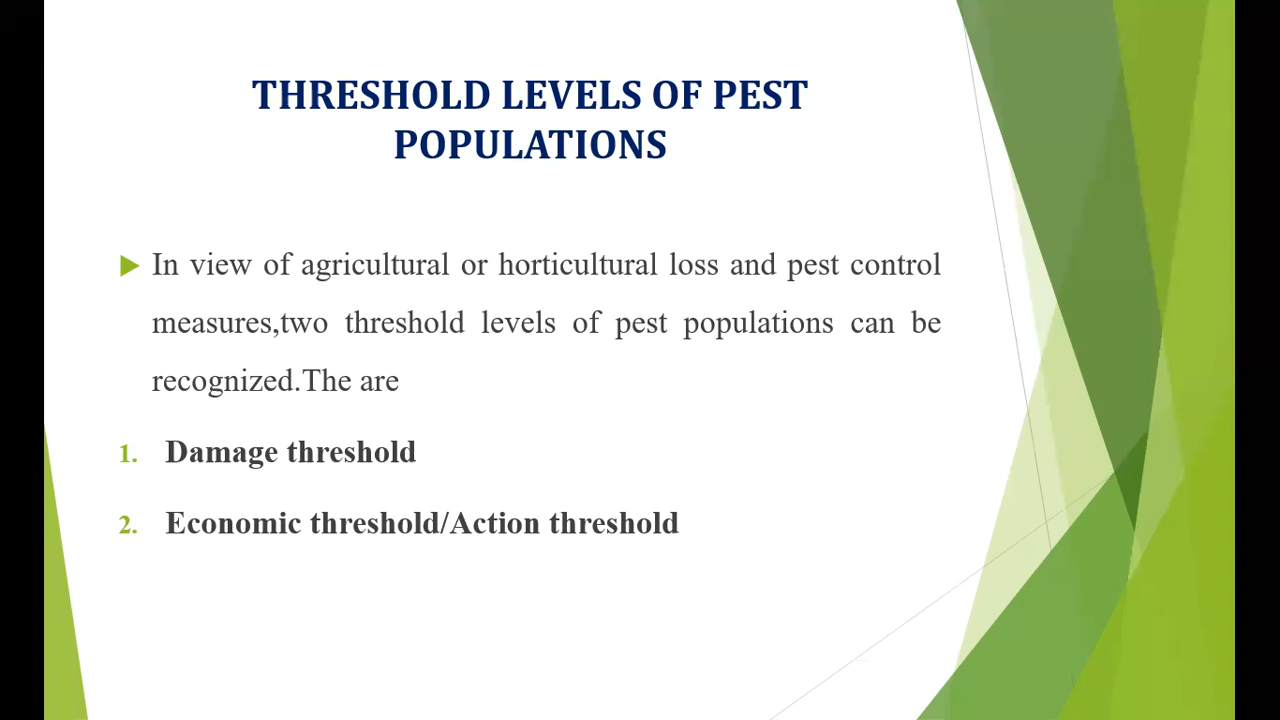 THRESHOLD LEVELS OF PEST
POPULATIONS
In view of agricultural or horticultural loss and pest control
measures,two threshold levels of pest populations can be
recognized.The are
1. Damage threshold
2. Economic threshold/Action threshold